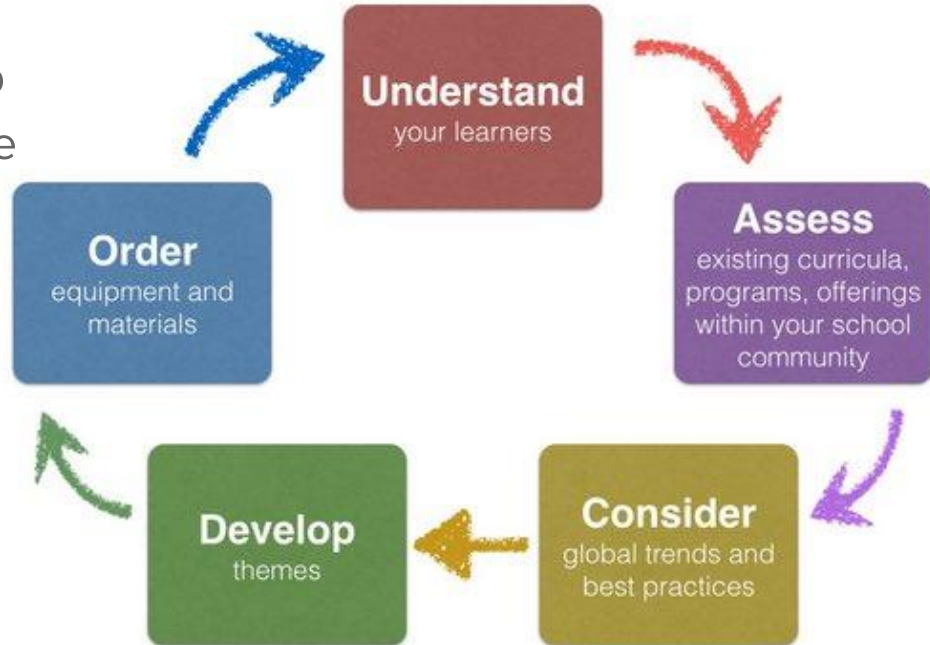 Understand
your learners
Assess
existing curricula,
programs, offerings
within your school
community
Consider
global trends and
best practices
Develop
themes
Order
equipment and
materials